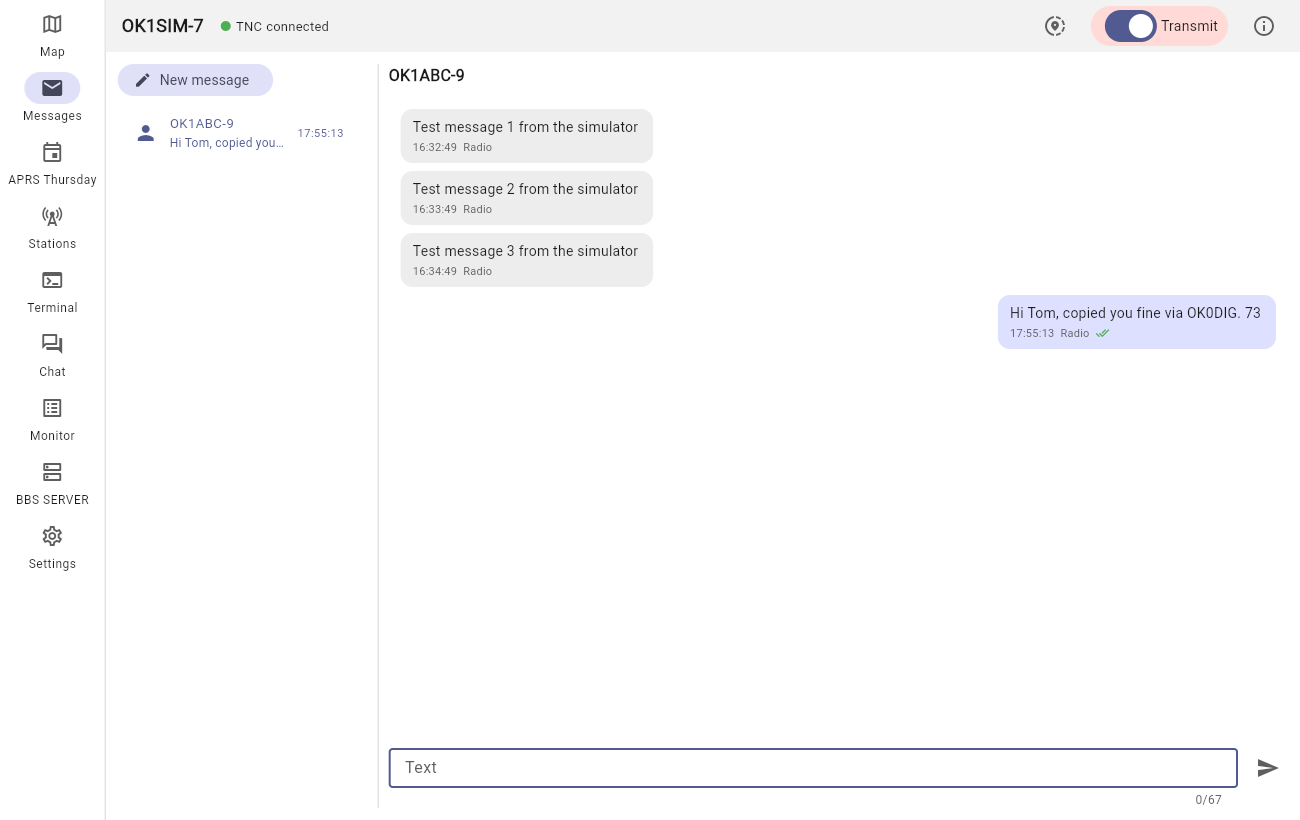 OK1SIM-7
TNC connected
Transmit
Map
Messages
APRS Thursday
Stations
Terminal
Chat
Monitor
BBS SERVER
Settings
New message
OK1ABC-9
Hi Tom, copied you…
17:55:13
OK1ABC-9
Test message 1 from the simulator
16:32:49 Radio
Test message 2 from the simulator
16:33:49 Radio
Test message 3 from the simulator
16:34:49 Radio
Hi Tom, copied you fine via OK0DIG. 73
17:55:13 Radio
Text
0/67